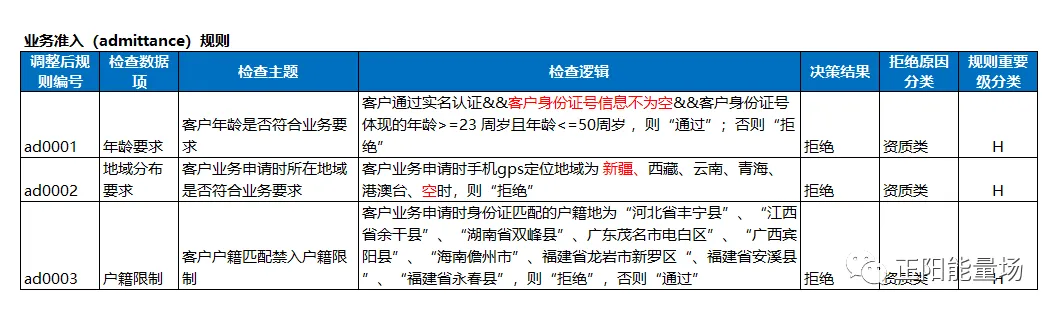 业务准入（admittance）规则
调整后规则编号 检查数据项 检查主题 检查逻辑 决策结果 拒绝原因分类 规则重要级分类
ad0001 年龄要求 客户年龄是否符合业务要求 客户通过实名认证&&客户身份证号信息不为空&&客户身份证号体现的年龄>=23 周岁且年龄<=50周岁 ，则“通过”；否则“拒绝” 拒绝 资质类 H
ad0002 地域分布要求 客户业务申请时所在地域是否符合业务要求 客户业务申请时手机gps定位地域为 新疆、西藏、云南、青海、港澳台、空时，则“拒绝” 拒绝 资质类 H
ad0003 户籍限制 客户户籍匹配禁入户籍限制 客户业务申请时身份证匹配的户籍地为“河北省丰宁县”、“江西省余干县”、“湖南省双峰县”、广东茂名市电白区”、“广西宾阳县”、“海南儋州市”、福建省龙岩市新罗区“、福建省安溪县”、“福建省永春县”，则“拒绝”，否则“通过” 拒绝 资质类 H
正阳能量场